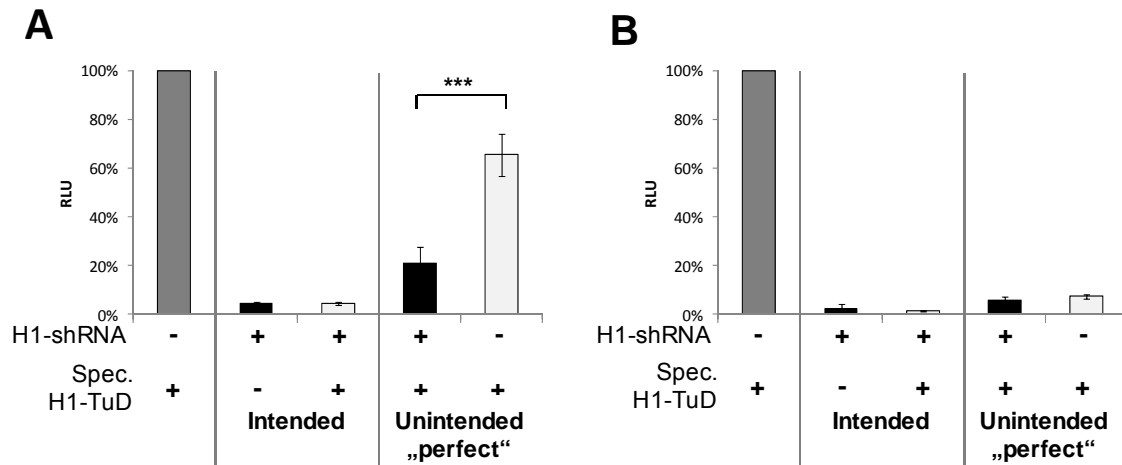 A
100%
80%
60%
40%
20%
0%
RLU
***
H1-shRNA - + + + -
Spec.
H1-TuD + - + + +
Intended
Unintended
„perfect“
B
100%
80%
60%
40%
20%
0%
RLU
H1-shRNA - + + + -
Spec.
H1-TuD + - + + +
Intended
Unintended
„perfect“